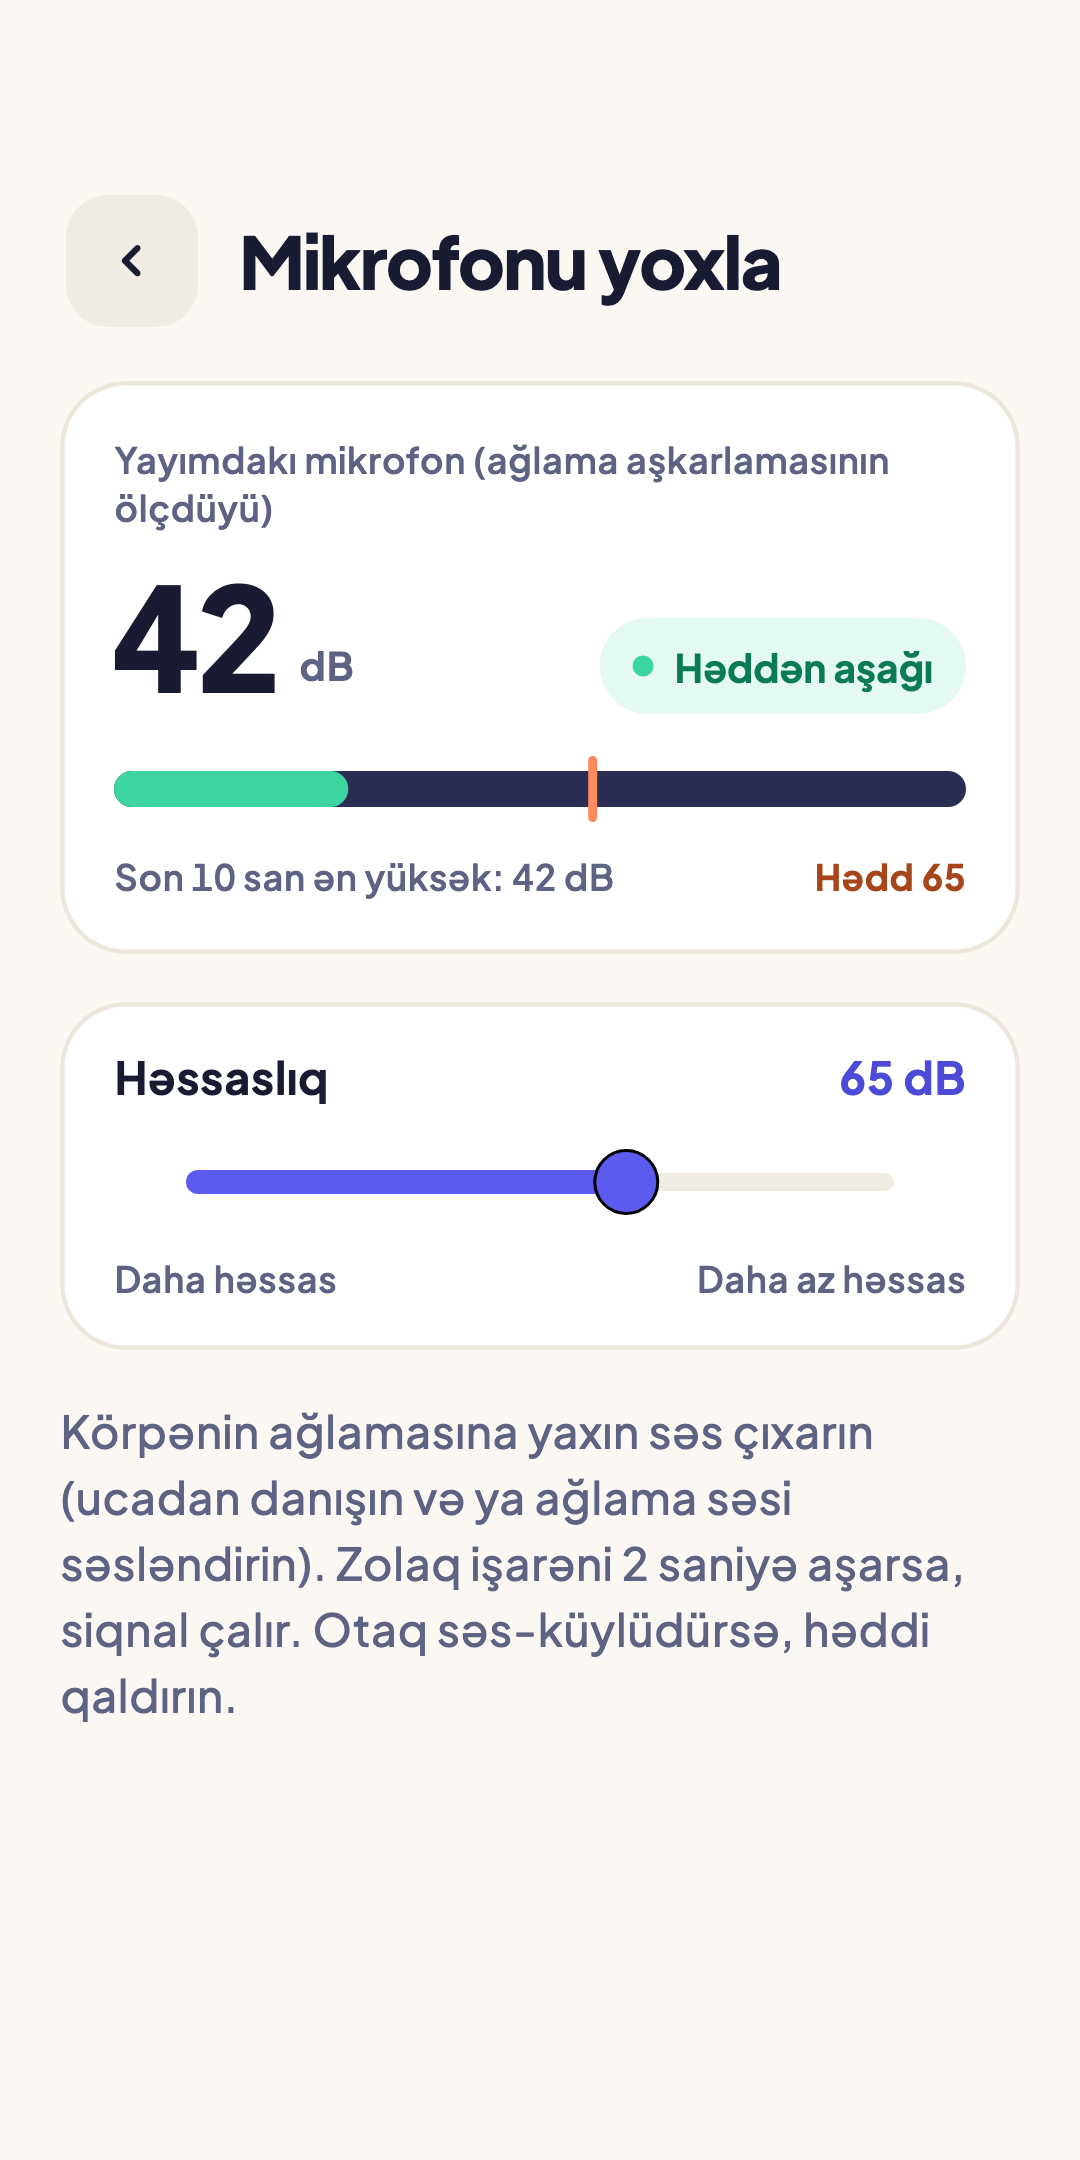 Mikrofonu yoxla
Yayımdakı mikrofon (ağlama aşkarlamasının
ölçdüyü)
42 dB
Həddən aşağı
Son 10 san ən yüksək: 42 dB
Hədd 65
Həssaslıq
65 dB
Daha həssas
Daha az həssas
Körpənin ağlamasına yaxın səs çıxarın
(ucadan danışın və ya ağlama səsi
səsləndirin). Zolaq işarəni 2 saniyə aşarsa,
siqnal çalır. Otaq səs-küylüdürsə, həddi
qaldırın.